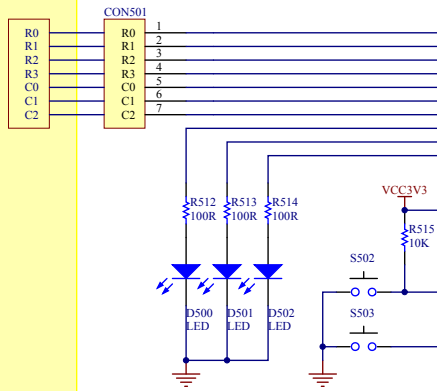 CON501
R0 R0 1
R1 R1 2
R2 R2 3
R3 R3 4
C0 C0 5
C1 C1 6
C2 C2 7
VCC3V3
R512 R513 R514
100R 100R 100R
R515
10K
S502
S503
D500 D501 D502
LED LED LED